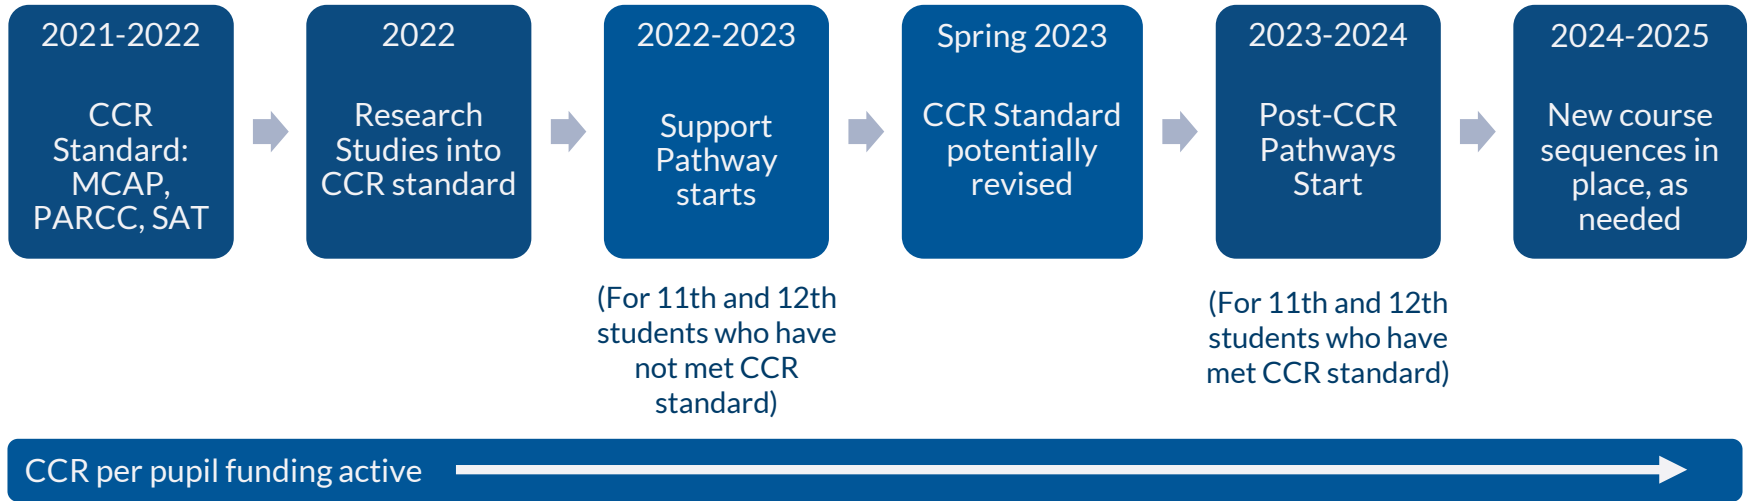 2021-2022
CCR
Standard:
MCAP,
PARCC, SAT
2022
Research
Studies into
CCR standard
2022-2023
Support
Pathway
starts
(For 11th and 12th
students who have
not met CCR
standard)
Spring 2023
CCR Standard
potentially
revised
2023-2024
Post-CCR
Pathways
Start
(For 11th and 12th
students who have
met CCR standard)
2024-2025
New course
sequences in
place, as
needed
CCR per pupil funding active